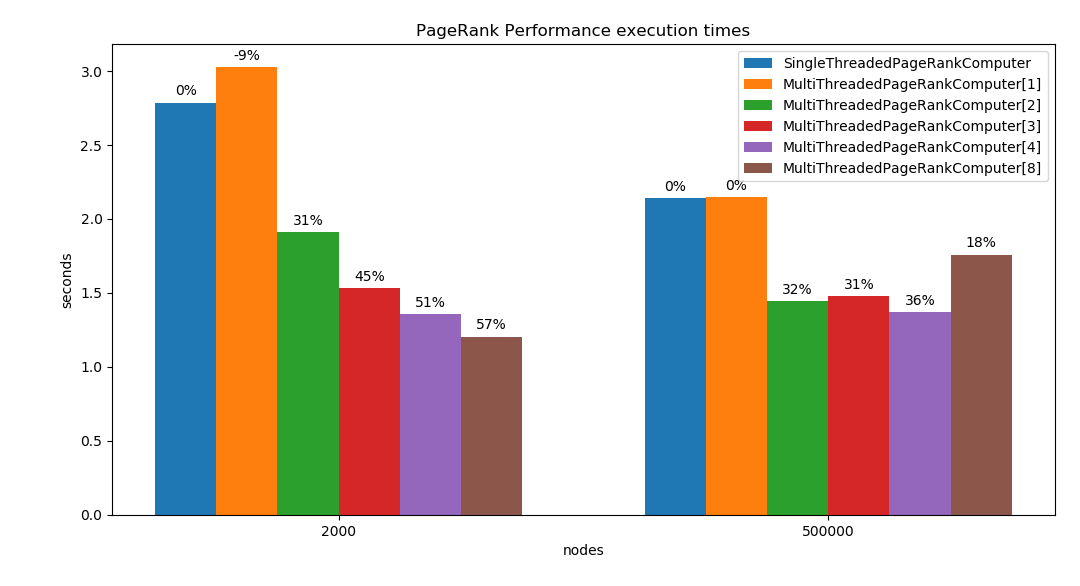 PageRank Performance execution times
SingleThreadedPageRankComputer
MultiThreadedPageRankComputer[1]
MultiThreadedPageRankComputer[2]
MultiThreadedPageRankComputer[3]
MultiThreadedPageRankComputer[4]
MultiThreadedPageRankComputer[8]
seconds
3.0
2.5
2.0
1.5
1.0
0.5
0.0
0%
-9%
31%
45%
51%
57%
0%
0%
32%
31%
36%
18%
2000
500000
nodes